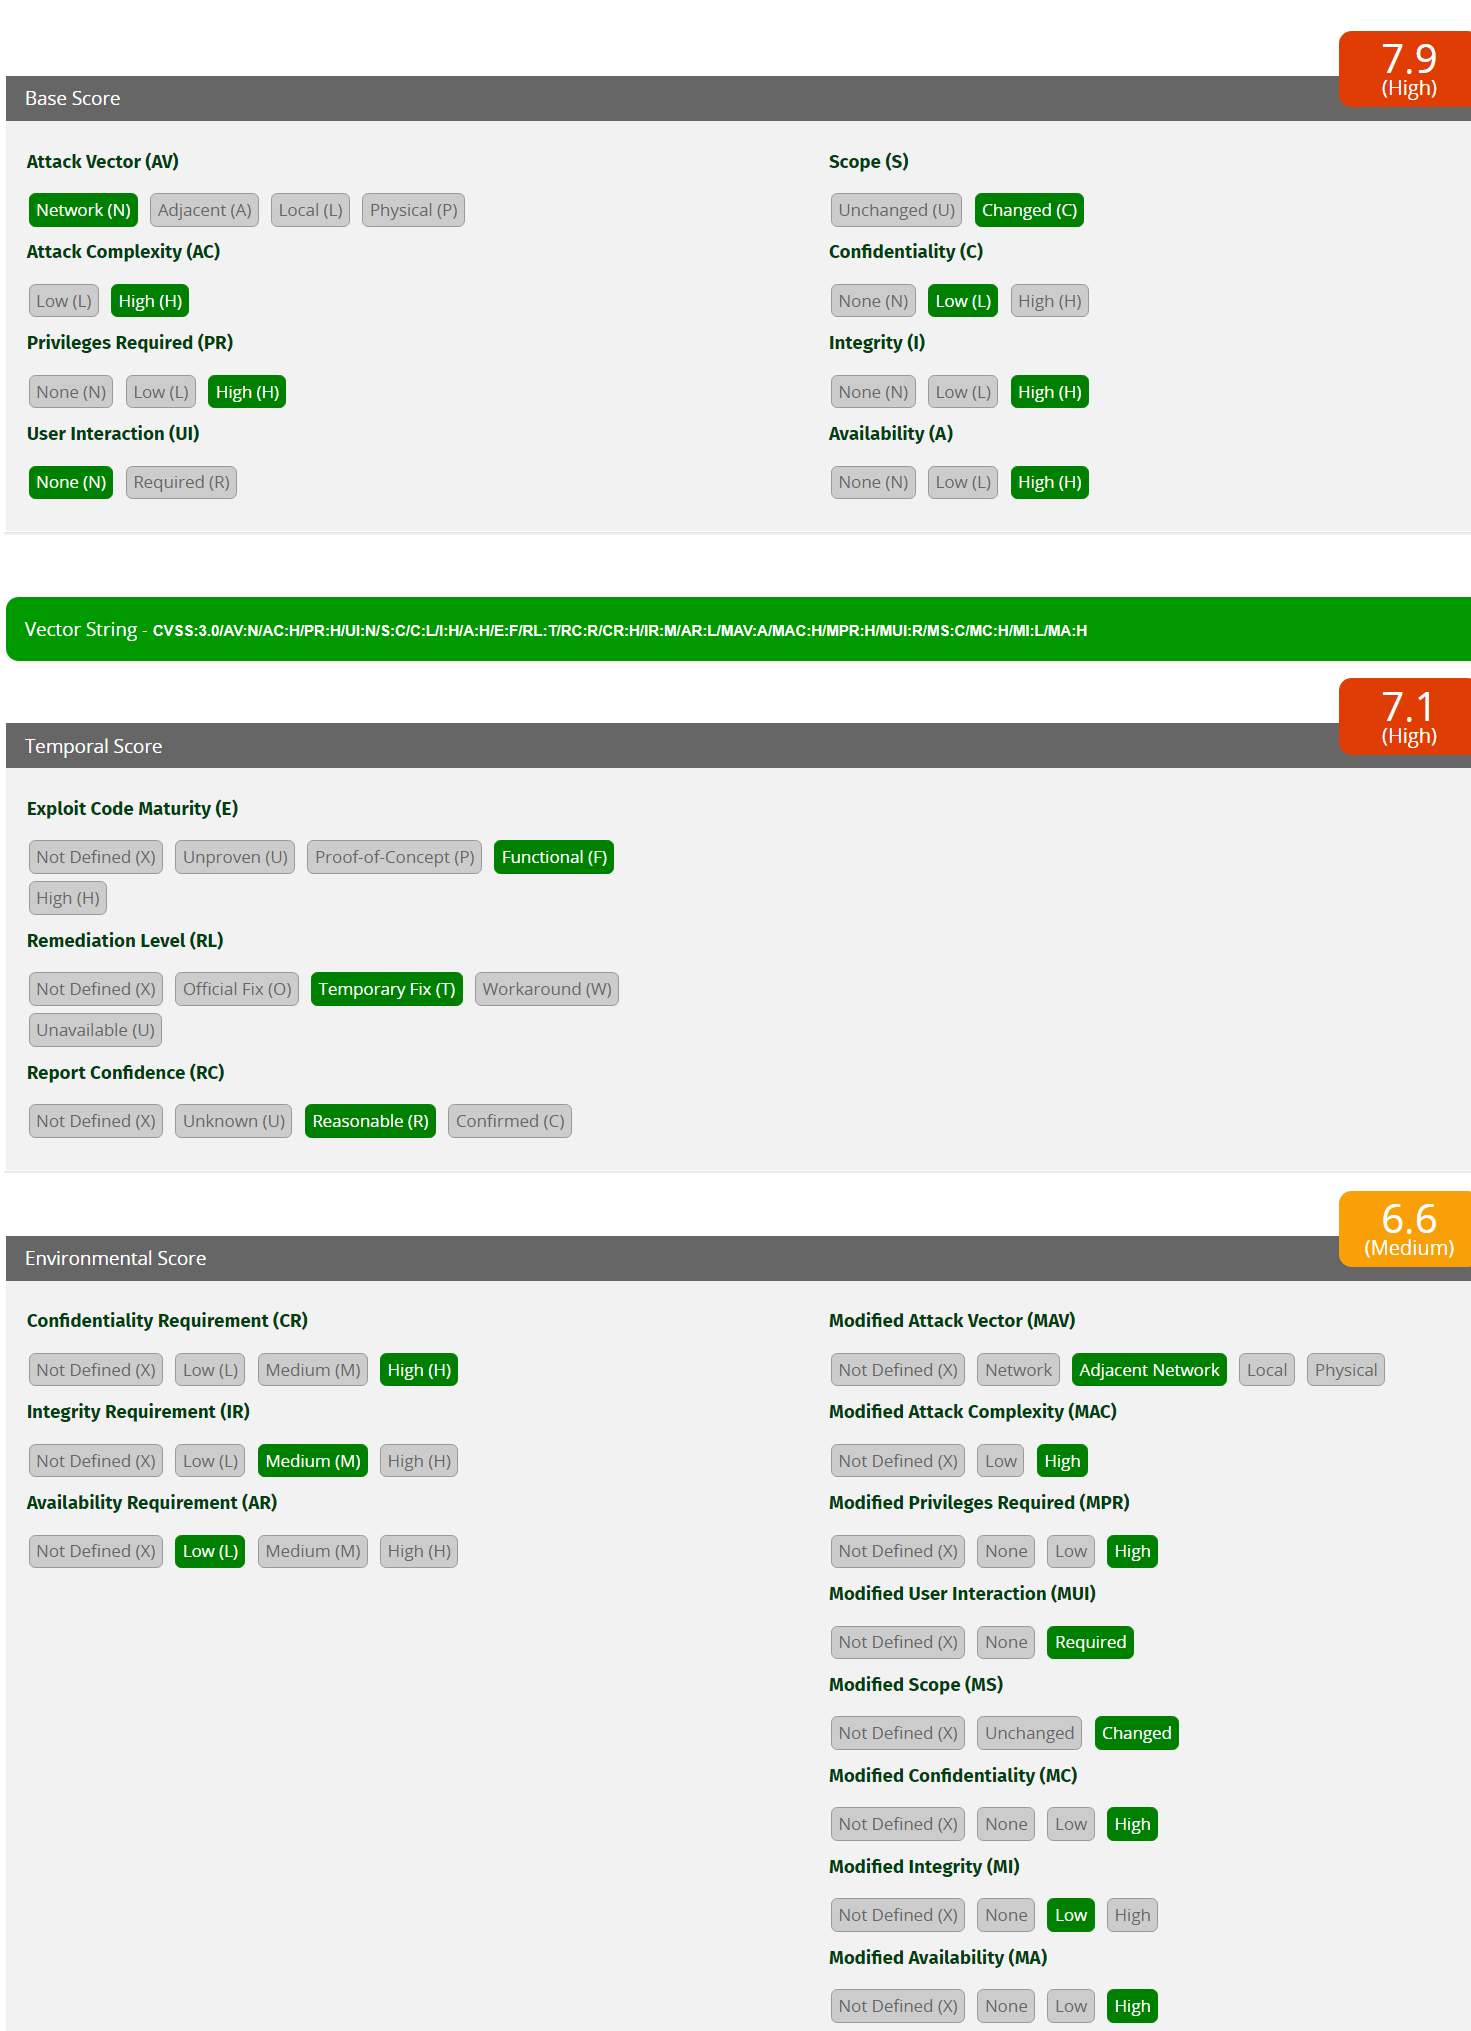 7.9
(High)
Base Score
Attack Vector (AV)
Network (N) Adjacent (A) Local (L) Physical (P)
Attack Complexity (AC)
Low (L) High (H)
Privileges Required (PR)
None (N) Low (L) High (H)
User Interaction (UI)
None (N) Required (R)
Scope (S)
Unchanged (U) Changed (C)
Confidentiality (C)
None (N) Low (L) High (H)
Integrity (I)
None (N) Low (L) High (H)
Availability (A)
None (N) Low (L) High (H)
Vector String - CVSS:3.0/AV:N/AC:H/PR:H/UI:N/S:C/C:L/I:H/A:H/E:F/RL:T/RC:R/CR:H/IR:M/AR:L/MAV:A/MAC:H/MPR:H/MUI:R/MS:C/MC:H/MI:L/MA:H
7.1
(High)
Temporal Score
Exploit Code Maturity (E)
Not Defined (X) Unproven (U) Proof-of-Concept (P) Functional (F)
High (H)
Remediation Level (RL)
Not Defined (X) Official Fix (O) Temporary Fix (T) Workaround (W)
Unavailable (U)
Report Confidence (RC)
Not Defined (X) Unknown (U) Reasonable (R) Confirmed (C)
6.6
(Medium)
Environmental Score
Confidentiality Requirement (CR)
Not Defined (X) Low (L) Medium (M) High (H)
Integrity Requirement (IR)
Not Defined (X) Low (L) Medium (M) High (H)
Availability Requirement (AR)
Not Defined (X) Low (L) Medium (M) High (H)
Modified Attack Vector (MAV)
Not Defined (X) Network Adjacent Network Local Physical
Modified Attack Complexity (MAC)
Not Defined (X) Low High
Modified Privileges Required (MPR)
Not Defined (X) None Low High
Modified User Interaction (MUI)
Not Defined (X) None Required
Modified Scope (MS)
Not Defined (X) Unchanged Changed
Modified Confidentiality (MC)
Not Defined (X) None Low High
Modified Integrity (MI)
Not Defined (X) None Low High
Modified Availability (MA)
Not Defined (X) None Low High